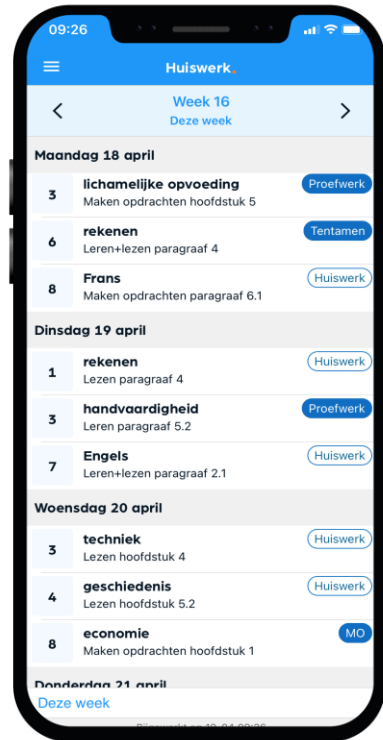 09:26
Huiswerk.
Week 16
Deze week
Maandag 18 april
3 lichamelijke opvoeding Proefwerk
Maken opdrachten hoofdstuk 5
6 rekenen Tentamen
Leren+lezen paragraaf 4
8 Frans Huiswerk
Maken opdrachten paragraaf 6.1
Dinsdag 19 april
1 rekenen Huiswerk
Lezen paragraaf 4
3 handvaardigheid Proefwerk
Leren paragraaf 5.2
7 Engels Huiswerk
Leren+lezen paragraaf 2.1
Woensdag 20 april
3 techniek Huiswerk
Lezen hoofdstuk 4
4 geschiedenis Huiswerk
Lezen hoofdstuk 5.2
8 economie MO
Maken opdrachten hoofdstuk 1
Donderdag 21 april
Deze week